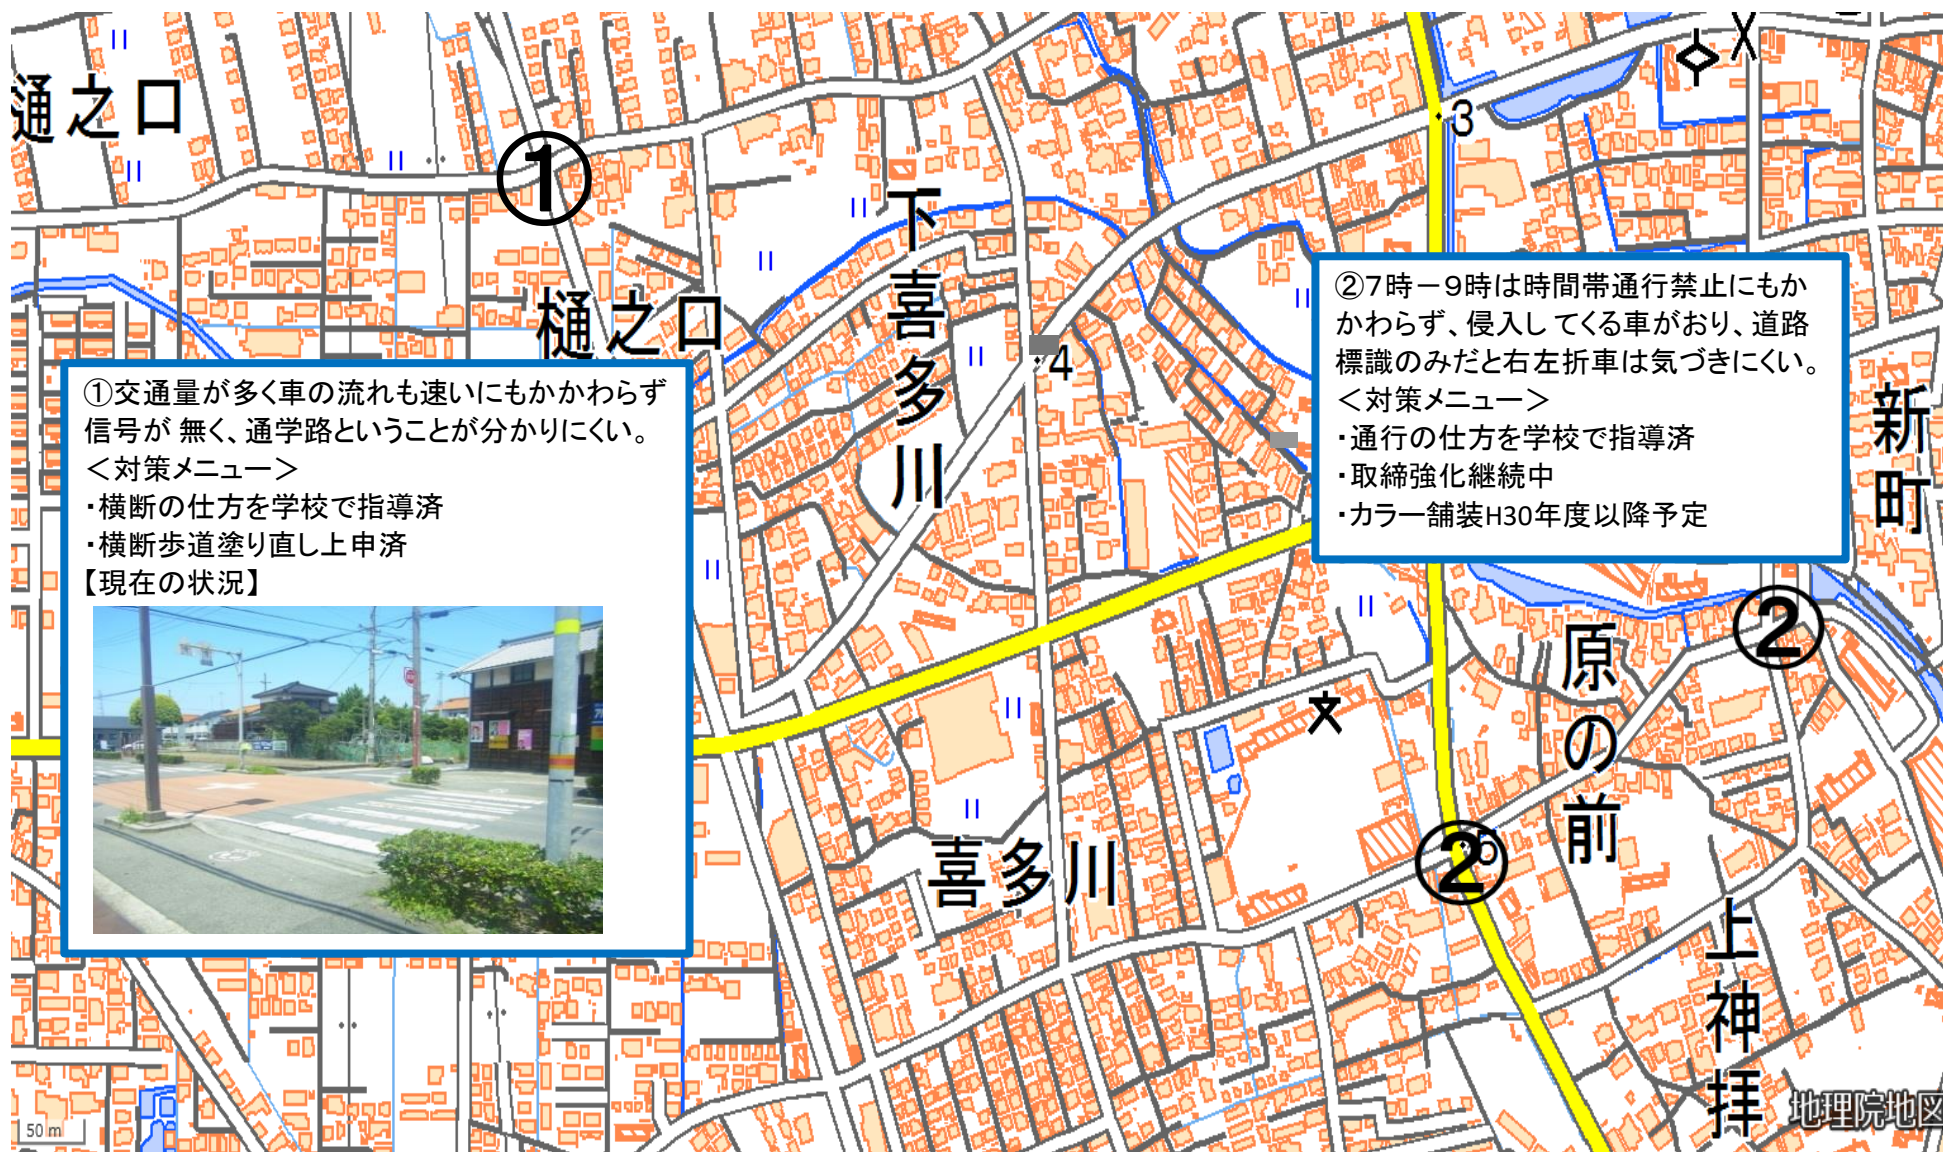 樋之口
①
3
下喜多川
樋之口
4
②7時－9時は時間帯通行禁止にもか
かわらず、侵入し てくる車がおり、道路
標識のみだと右左折車は気づきにくい。
＜対策メニュー＞
・通行の仕方を学校で指導済
・取締強化継続中
・カラー舗装H30年度以降予定
新町
①交通量が多く車の流れも速いにもかかわらず
信号が 無く、通学路ということが分かりにくい。
＜対策メニュー＞
・横断の仕方を学校で指導済
・横断歩道塗り直し上申済
【現在の状況】
②
原の前
②
5
喜多川
上神拝
50 m
地理院地図